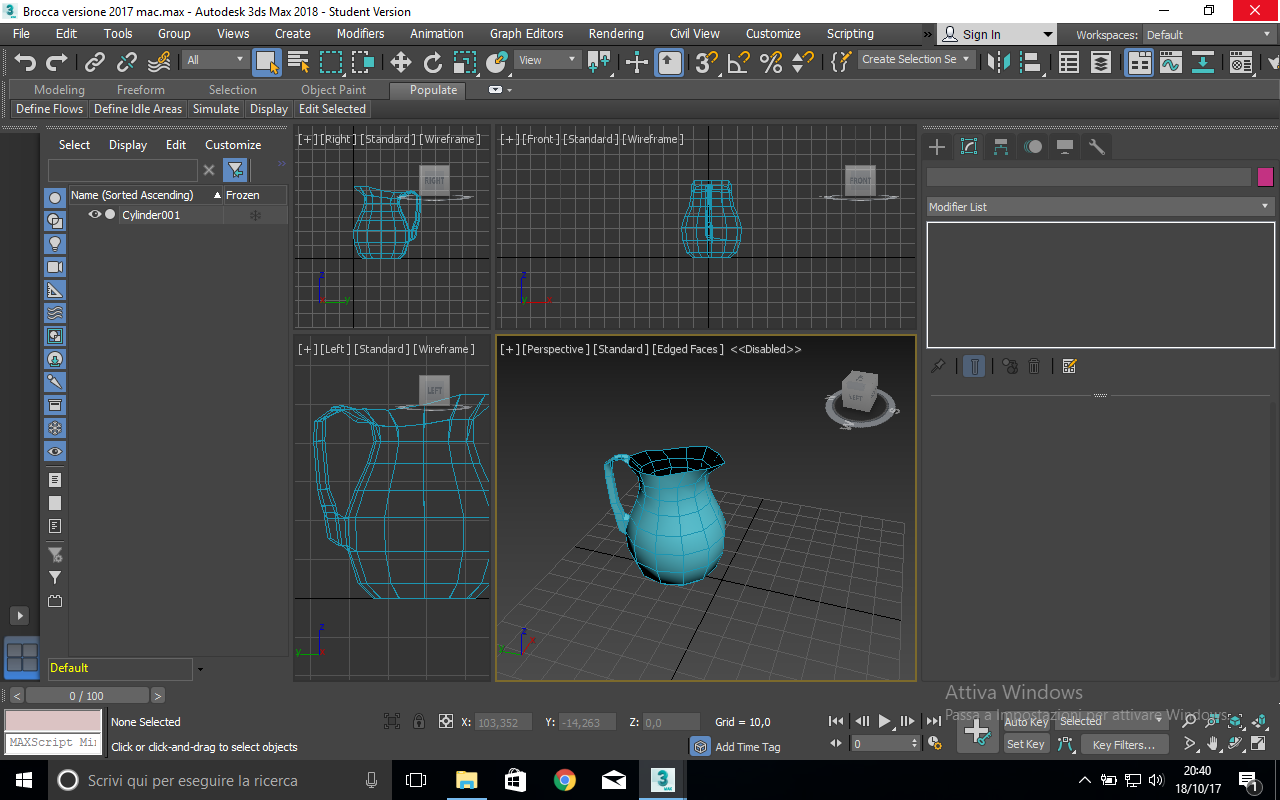 Brocca versione 2017 mac.max - Autodesk 3ds Max 2018 - Student Version
File Edit Tools Group Views Create Modifiers Animation Graph Editors Rendering Civil View Customize Scripting » Sign In Workspaces: Default
All View 3 Create Selection Se
Modeling Freeform Selection Object Paint Populate
Define Flows Define Idle Areas Simulate Display Edit Selected
Select Display Edit Customize
Name (Sorted Ascending) Frozen
Cylinder001
[+] [Right] [Standard] [Wireframe]
RIGHT
z
y
[+] [Front] [Standard] [Wireframe]
FRONT
z
y
[+] [Left] [Standard] [Wireframe]
LEFT
z
y
[+] [Perspective] [Standard] [Edged Faces] <<Disabled>>
LEFT
z
Modifier List
Default
< 0 / 100 >
None Selected
X: 103,352 Y: -14,263 Z: 0,0 Grid = 10,0
MAXScript Mi
Click or click-and-drag to select objects
Add Time Tag
0
Auto Key Selected
Set Key Key Filters...
Attiva Windows
Passa a Impostazioni per attivare Windows.
Scrivi qui per eseguire la ricerca
3
MAX
20:40
18/10/17
1